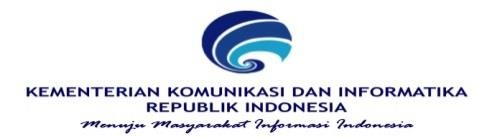 KEMENTERIAN KOMUNIKASI DAN INFORMATIKA
REPUBLIK INDONESIA
Menuju Masyarakat Informasi Indonesia